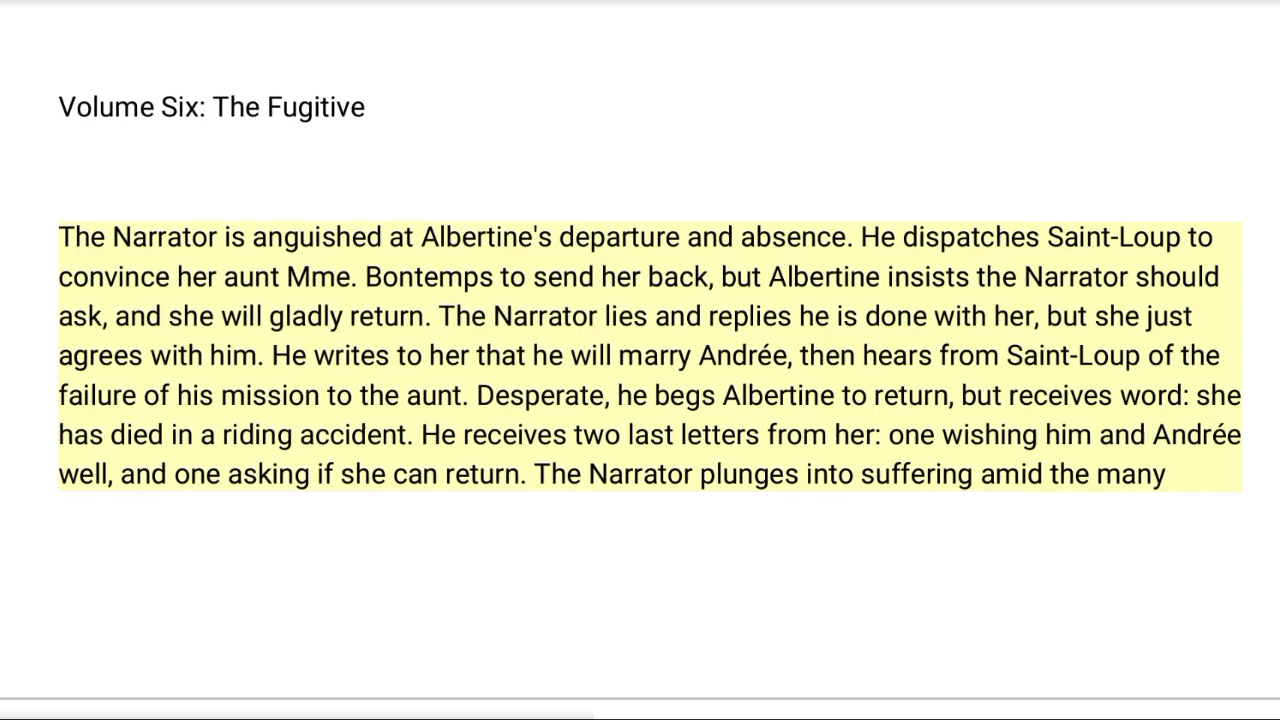 Volume Six: The Fugitive
The Narrator is anguished at Albertine's departure and absence. He dispatches Saint-Loup to
convince her aunt Mme. Bontemps to send her back, but Albertine insists the Narrator should
ask, and she will gladly return. The Narrator lies and replies he is done with her, but she just
agrees with him. He writes to her that he will marry Andrée, then hears from Saint-Loup of the
failure of his mission to the aunt. Desperate, he begs Albertine to return, but receives word: she
has died in a riding accident. He receives two last letters from her: one wishing him and Andrée
well, and one asking if she can return. The Narrator plunges into suffering amid the many